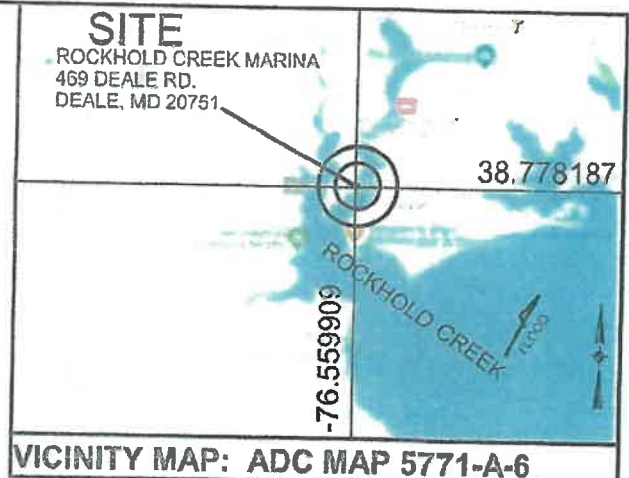 SITE
ROCKHOLD CREEK MARINA
469 DEALE RD.
DEALE, MD 20751
38.778187
-76.559909
ROCKHOLD CREEK
FLOOD
VICINITY MAP: ADC MAP 5771-A-6